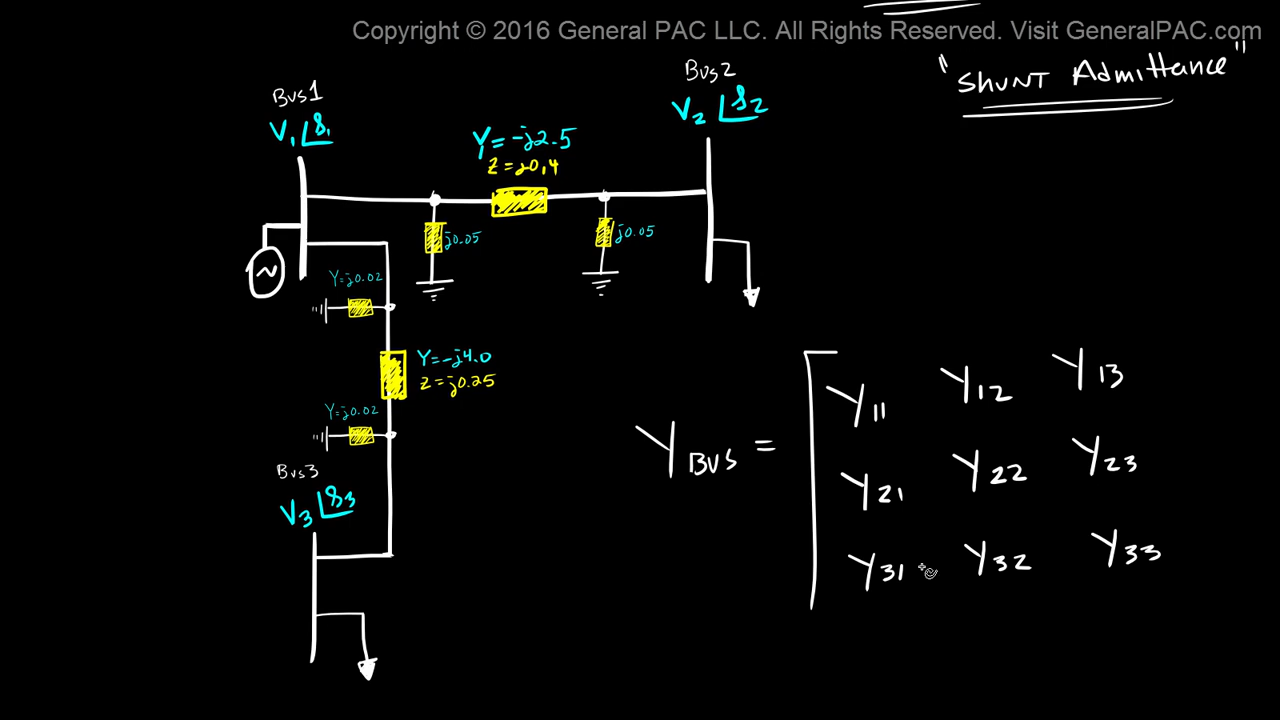 Copyright © 2016 General PAC LLC. All Rights Reserved. Visit GeneralPAC.com
"Shunt Admittance"
Bus1
V1 ∠δ1
Bus2
V2 ∠δ2
Y=-j2.5
Z=j0.4
j0.05
j0.05
Y=j0.02
Y=-j4.0
Z=j0.25
Y=j0.02
Bus3
V3 ∠δ3
YBUS = [ Y11 Y12 Y13
Y21 Y22 Y23
Y31 Y32 Y33